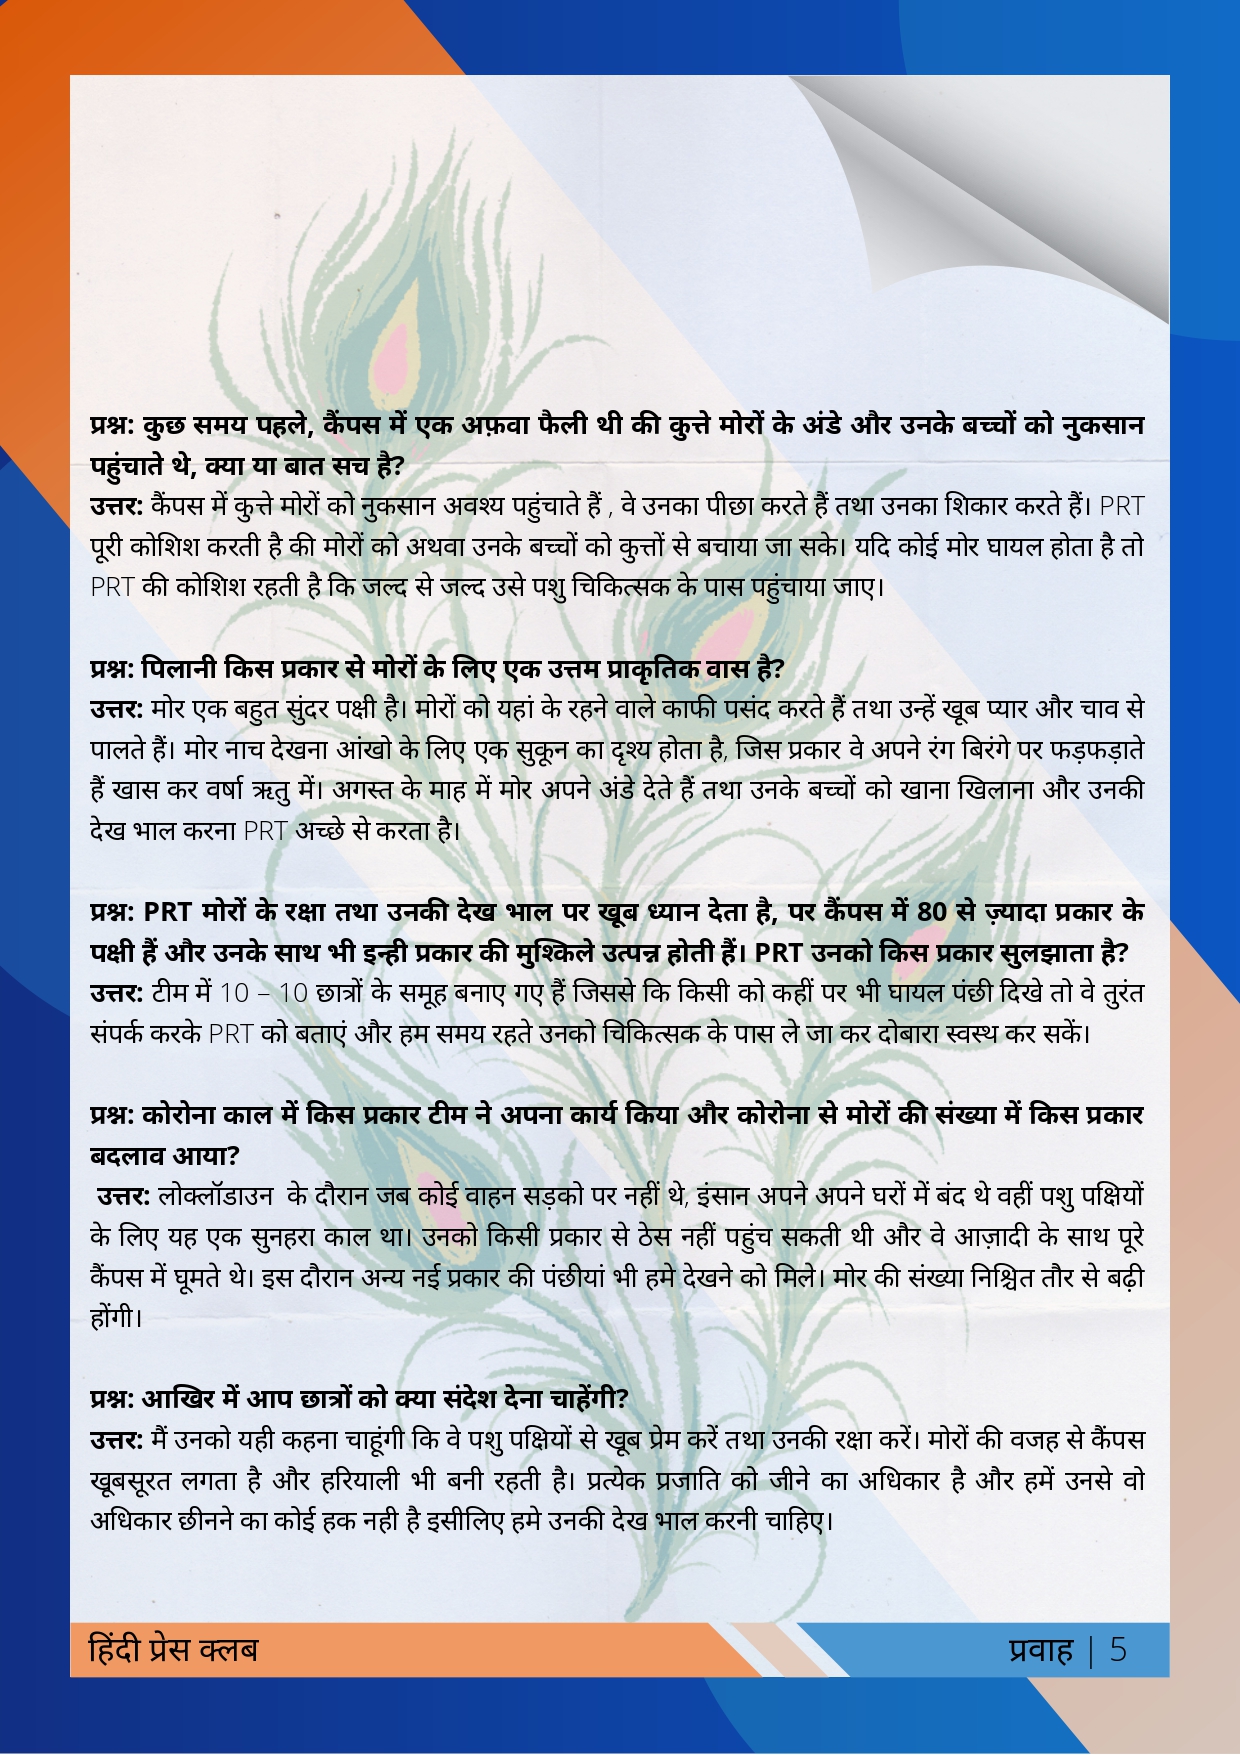 प्रश्न: कुछ समय पहले, कैंपस में एक अफ़वा फैली थी की कुत्ते मोरों के अंडे और उनके बच्चों को नुकसान
पहुंचाते थे, क्या या बात सच है?
उत्तर: कैंपस में कुत्ते मोरों को नुकसान अवश्य पहुंचाते हैं , वे उनका पीछा करते हैं तथा उनका शिकार करते हैं। PRT
पूरी कोशिश करती है की मोरों को अथवा उनके बच्चों को कुत्तों से बचाया जा सके। यदि कोई मोर घायल होता है तो
PRT की कोशिश रहती है कि जल्द से जल्द उसे पशु चिकित्सक के पास पहुंचाया जाए।
प्रश्न: पिलानी किस प्रकार से मोरों के लिए एक उत्तम प्राकृतिक वास है?
उत्तर: मोर एक बहुत सुंदर पक्षी है। मोरों को यहां के रहने वाले काफी पसंद करते हैं तथा उन्हें खूब प्यार और चाव से
पालते हैं। मोर नाच देखना आंखो के लिए एक सुकून का दृश्य होता है, जिस प्रकार वे अपने रंग बिरंगे पर फड़फड़ाते
हैं खास कर वर्षा ऋतु में। अगस्त के माह में मोर अपने अंडे देते हैं तथा उनके बच्चों को खाना खिलाना और उनकी
देख भाल करना PRT अच्छे से करता है।
प्रश्न: PRT मोरों के रक्षा तथा उनकी देख भाल पर खूब ध्यान देता है, पर कैंपस में 80 से ज़्यादा प्रकार के
पक्षी हैं और उनके साथ भी इन्ही प्रकार की मुश्किले उत्पन्न होती हैं। PRT उनको किस प्रकार सुलझाता है?
उत्तर: टीम में 10 – 10 छात्रों के समूह बनाए गए हैं जिससे कि किसी को कहीं पर भी घायल पंछी दिखे तो वे तुरंत
संपर्क करके PRT को बताएं और हम समय रहते उनको चिकित्सक के पास ले जा कर दोबारा स्वस्थ कर सकें।
प्रश्न: कोरोना काल में किस प्रकार टीम ने अपना कार्य किया और कोरोना से मोरों की संख्या में किस प्रकार
बदलाव आया?
उत्तर: लोक्लॉडाउन के दौरान जब कोई वाहन सड़को पर नहीं थे, इंसान अपने अपने घरों में बंद थे वहीं पशु पक्षियों
के लिए यह एक सुनहरा काल था। उनको किसी प्रकार से ठेस नहीं पहुंच सकती थी और वे आज़ादी के साथ पूरे
कैंपस में घूमते थे। इस दौरान अन्य नई प्रकार की पंछीयां भी हमे देखने को मिले। मोर की संख्या निश्चित तौर से बढ़ी
होंगी।
प्रश्न: आखिर में आप छात्रों को क्या संदेश देना चाहेंगी?
उत्तर: मैं उनको यही कहना चाहूंगी कि वे पशु पक्षियों से खूब प्रेम करें तथा उनकी रक्षा करें। मोरों की वजह से कैंपस
खूबसूरत लगता है और हरियाली भी बनी रहती है। प्रत्येक प्रजाति को जीने का अधिकार है और हमें उनसे वो
अधिकार छीनने का कोई हक नही है इसीलिए हमे उनकी देख भाल करनी चाहिए।
हिंदी प्रेस क्लब
प्रवाह | 5